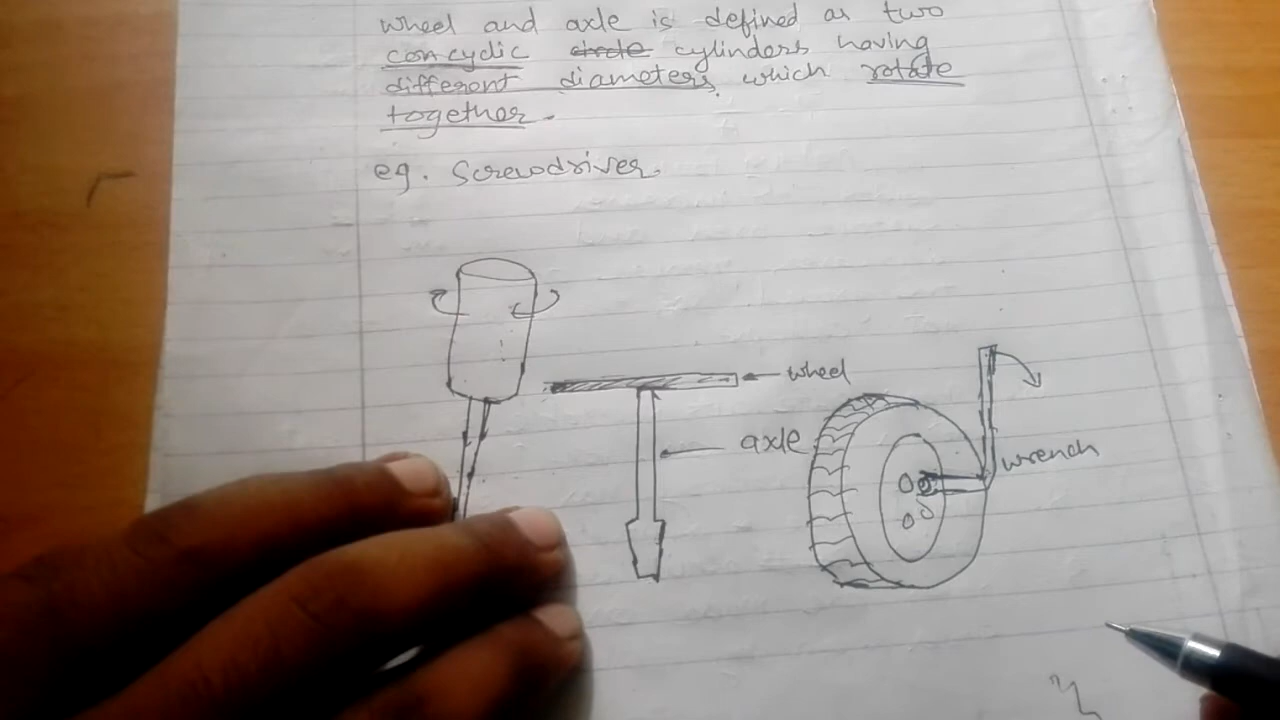 wheel and axle is defined as two
concyclic circle cylinders having
different diameters, which rotate
together.
eg. Screwdriver.
wheel
axle
wrench